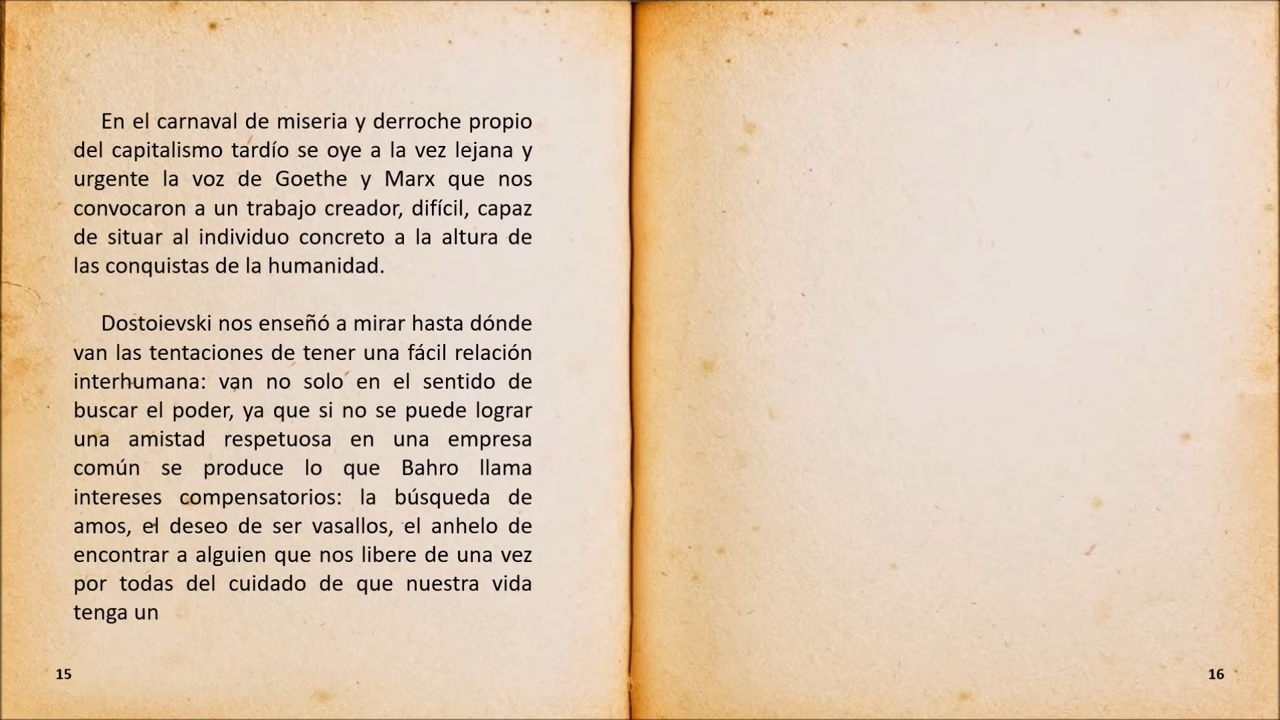 En el carnaval de miseria y derroche propio
del capitalismo tardío se oye a la vez lejana y
urgente la voz de Goethe y Marx que nos
convocaron a un trabajo creador, difícil, capaz
de situar al individuo concreto a la altura de
las conquistas de la humanidad.
Dostoievski nos enseñó a mirar hasta dónde
van las tentaciones de tener una fácil relación
interhumana: van no solo en el sentido de
buscar el poder, ya que si no se puede lograr
una amistad respetuosa en una empresa
común se produce lo que Bahro llama
intereses compensatorios: la búsqueda de
amos, el deseo de ser vasallos, el anhelo de
encontrar a alguien que nos libere de una vez
por todas del cuidado de que nuestra vida
tenga un
15
16